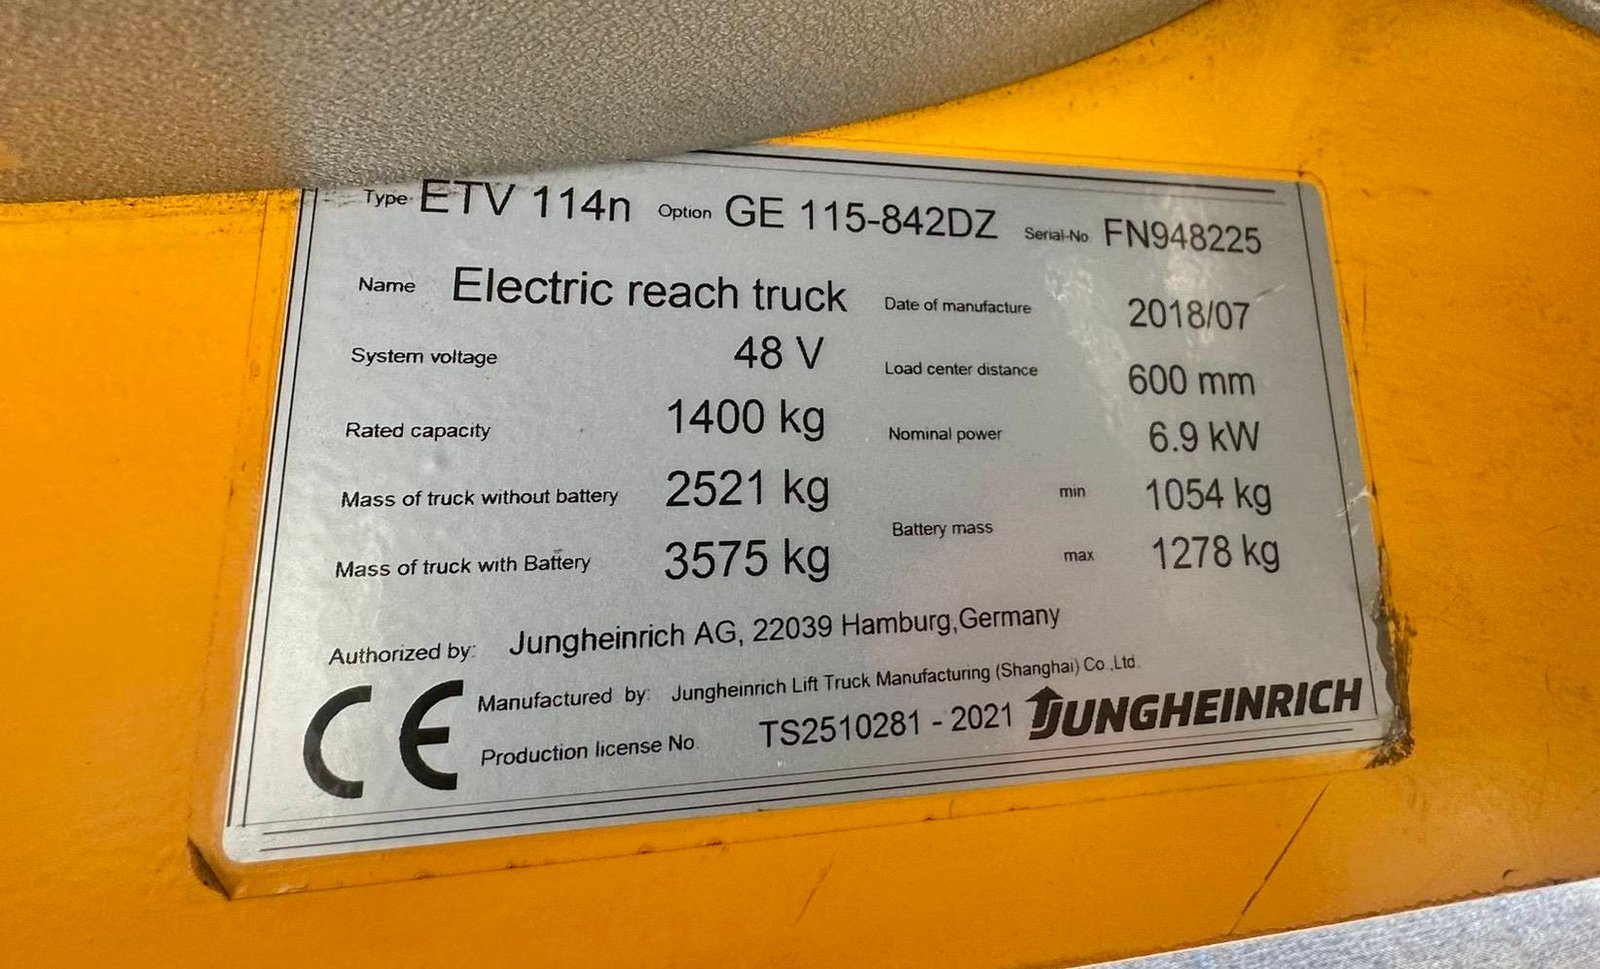 Type ETV 114n Option GE 115-842DZ Serial-No FN948225
Name Electric reach truck Date of manufacture 2018/07
System voltage 48 V Load center distance 600 mm
Rated capacity 1400 kg Nominal power 6.9 kW
Mass of truck without battery 2521 kg min 1054 kg
Battery mass
Mass of truck with Battery 3575 kg max 1278 kg
Authorized by: Jungheinrich AG, 22039 Hamburg,Germany
CE
Manufactured by: Jungheinrich Lift Truck Manufacturing (Shanghai) Co.,Ltd.
Production license No. TS2510281 - 2021 JUNGHEINRICH